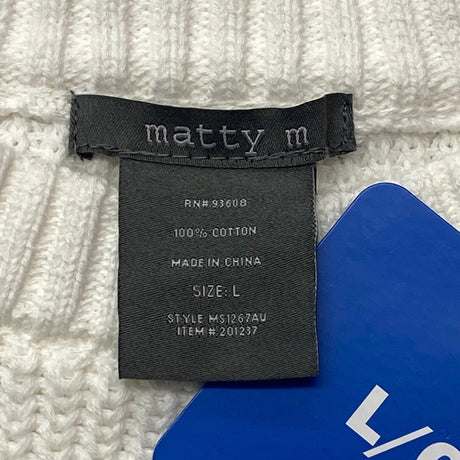 matty m
RN# 93608
100% COTTON
MADE IN CHINA
SIZE: L
STYLE MS1267AU
ITEM #:201237
L/